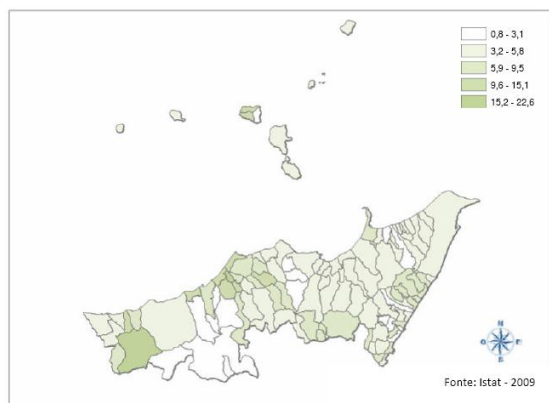 0,8 - 3,1
3,2 - 5,8
5,9 - 9,5
9,6 - 15,1
15,2 - 22,6
N
O
E
S
Fonte: Istat - 2009